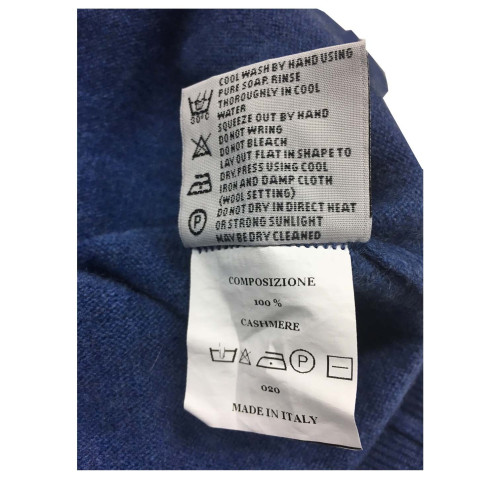 COOL WASH BY HAND USING
PURE SOAP. RINSE
THOROUGHLY IN COOL
WATER
SQUEEZE OUT BY HAND
DO NOT WRING
DO NOT BLEACH
LAY OUT FLAT IN SHAPE TO
DRY. PRESS USING COOL
IRON AND DAMP CLOTH
(WOOL SETTING)
DO NOT DRY IN DIRECT HEAT
OR STRONG SUNLIGHT
MAY BE DRY CLEANED
30°C
P
COMPOSIZIONE
100 %
CASHMERE
P
020
MADE IN ITALY